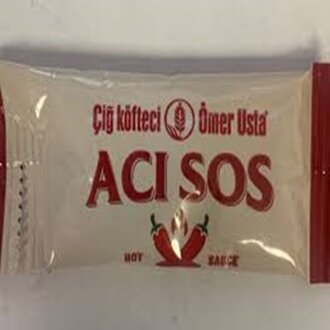 Çiğ köfteci Ömer Usta
ACI SOS
HOT SAUCE